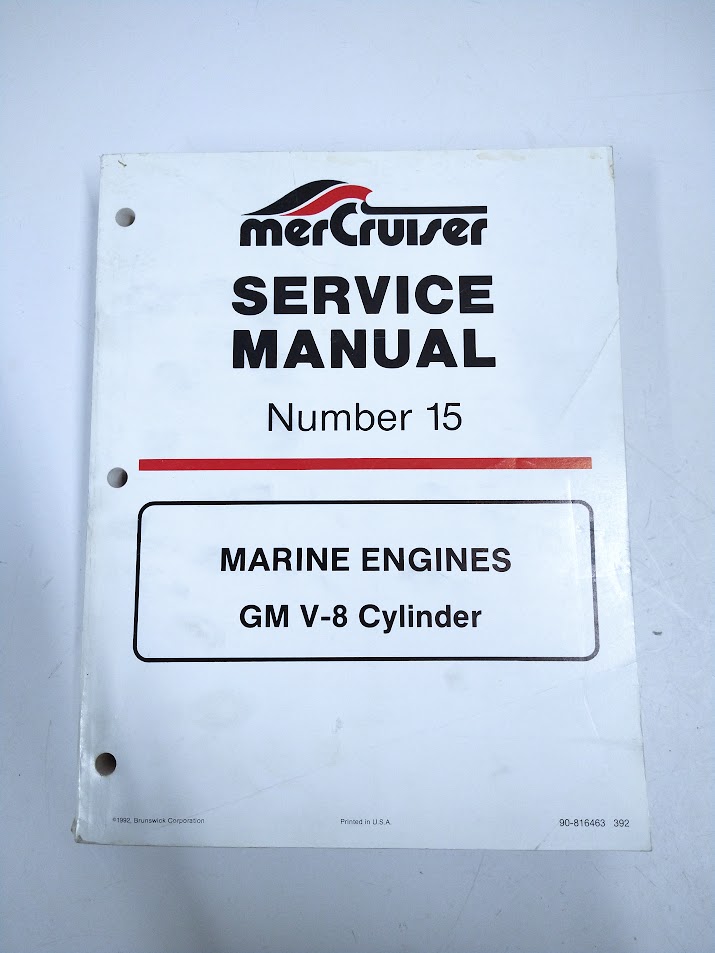 merCruiser
SERVICE
MANUAL
Number 15
MARINE ENGINES
GM V-8 Cylinder
©1992, Brunswick Corporation Printed in U.S.A. 90-816463 392